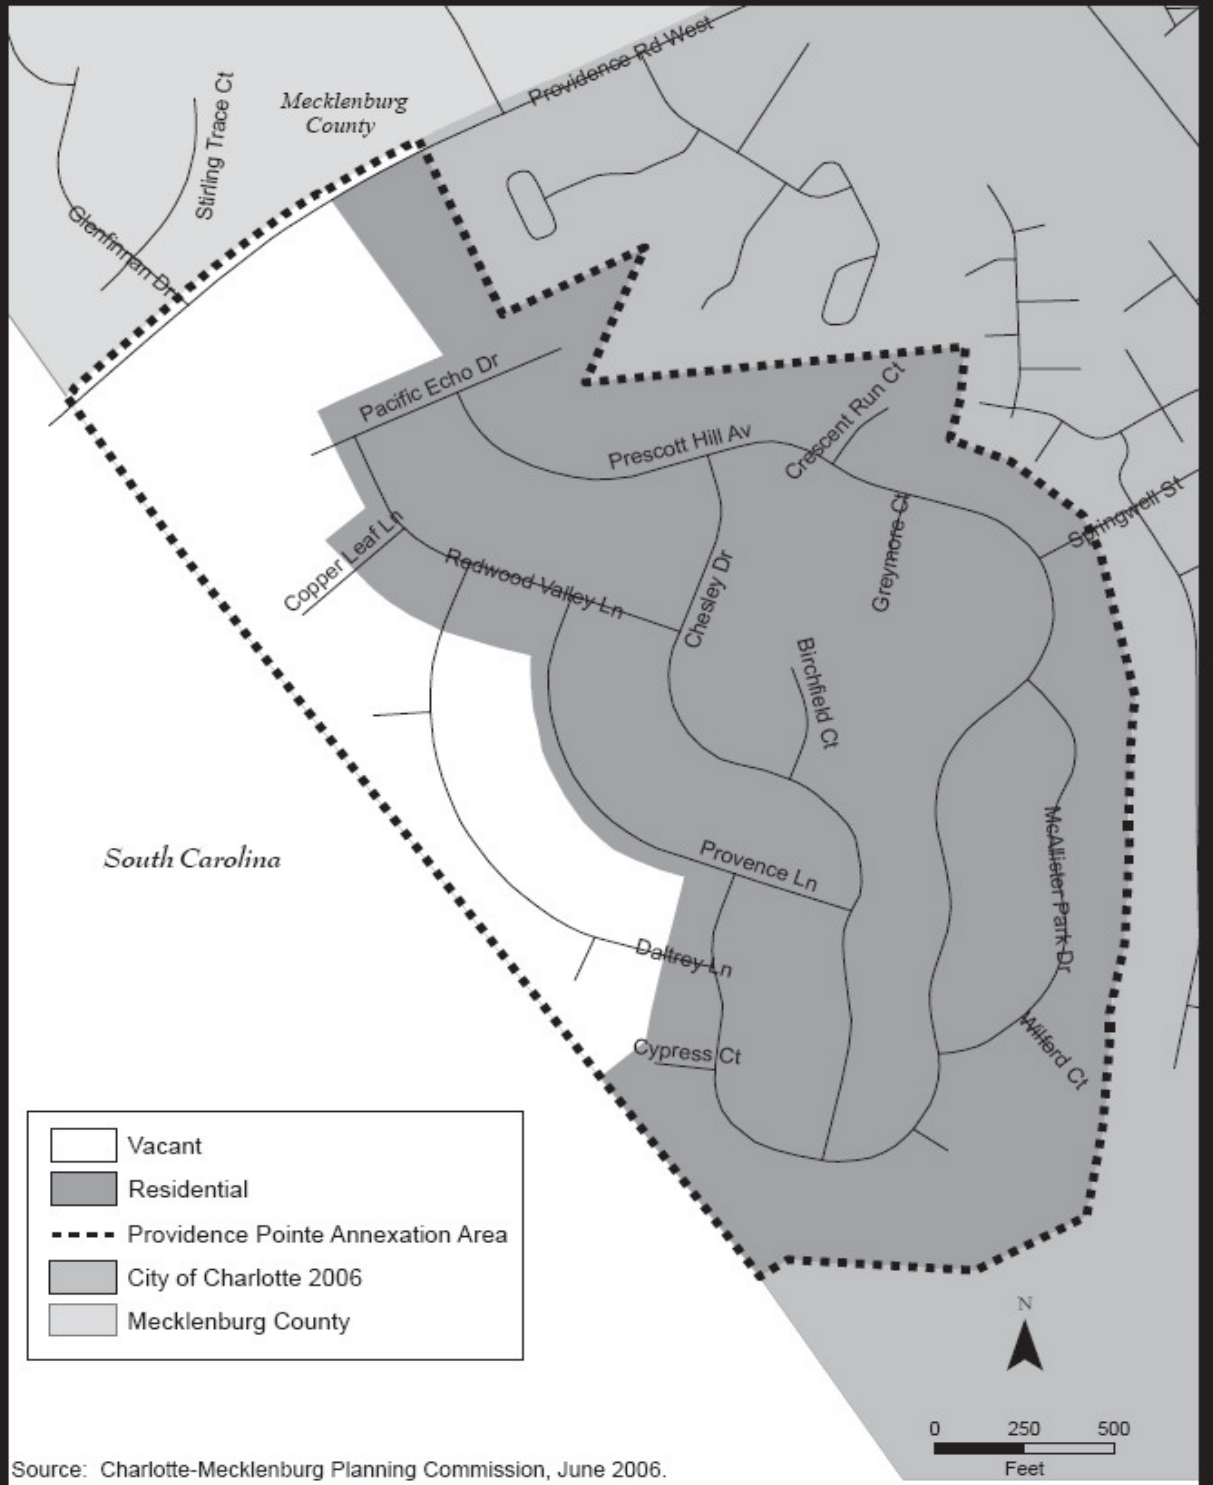 Providence Rd West
Stirling Trace Ct
Mecklenburg
County
Glenfinnan Dr
Pacific Echo Dr
Crescent Run Ct
Prescott Hill Av
Springwell St
Greymore Ct
Copper Leaf Ln
Redwood Valley Ln
Chesley Dr
Birchfield Ct
McAllister Park Dr
Provence Ln
South Carolina
Daltrey Ln
Cypress Ct
Wilford Ct
Vacant
Residential
Providence Pointe Annexation Area
City of Charlotte 2006
Mecklenburg County
N
0 250 500
Feet
Source: Charlotte-Mecklenburg Planning Commission, June 2006.